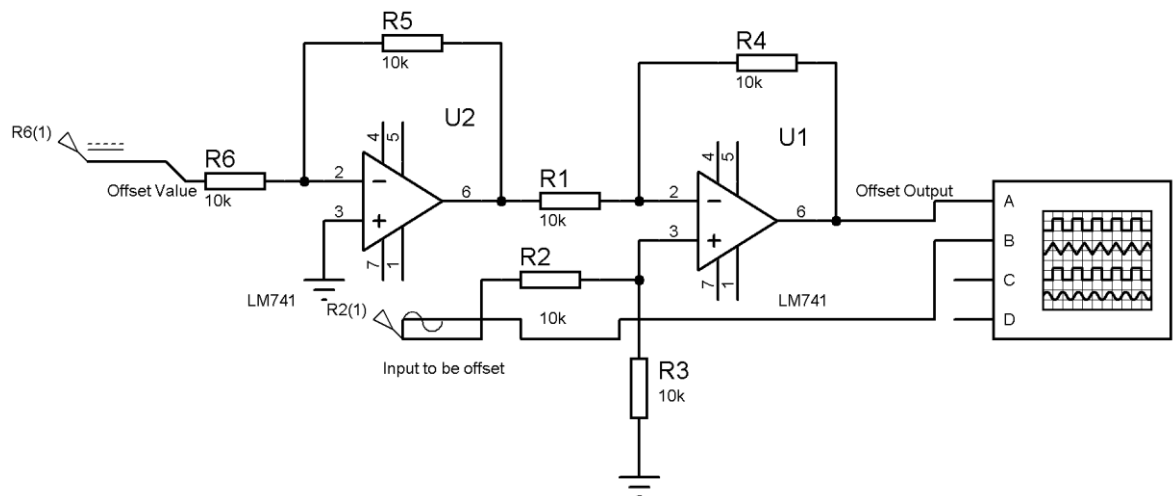 R5
10k
R4
10k
U2
U1
R6(1)
R6
10k
Offset Value
4
5
2
3
6
7
1
LM741
R1
10k
4
5
2
3
6
7
1
LM741
Offset Output
A
B
C
D
R2
10k
R2(1)
Input to be offset
R3
10k